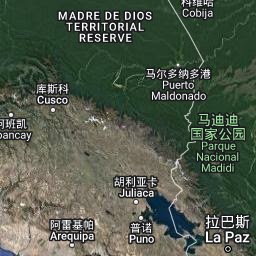 科维哈
Cobija
MADRE DE DIOS
TERRITORIAL
RESERVE
马尔多纳多港
Puerto
Maldonado
库斯科
Cusco
阿班凯
bancay
马迪迪
国家公园
Parque
Nacional
Madidi
胡利亚卡
Juliaca
普诺
Puno
阿雷基帕
Arequipa
拉巴斯
La Paz